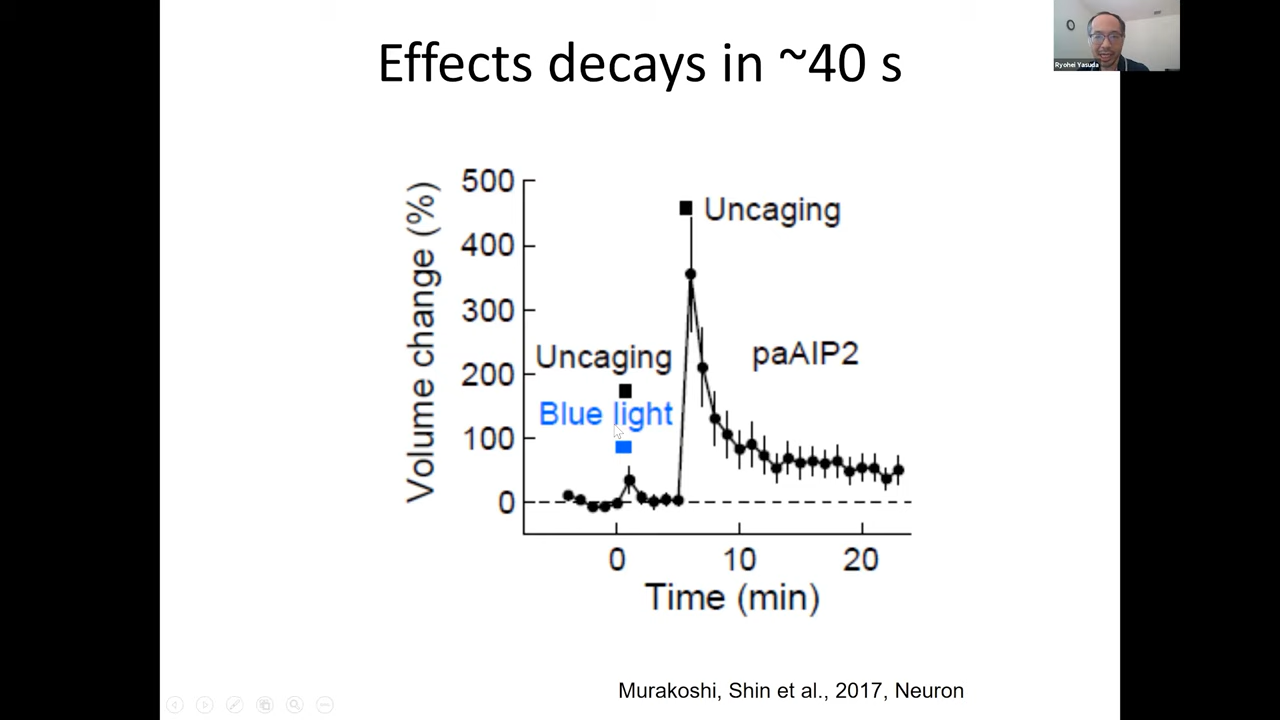 Effects decays in ~40 s
Ryohei Yasuda
Volume change (%)
500
400
300
200
100
0
Uncaging
Uncaging
Blue light
paAIP2
0 10 20
Time (min)
Murakoshi, Shin et al., 2017, Neuron